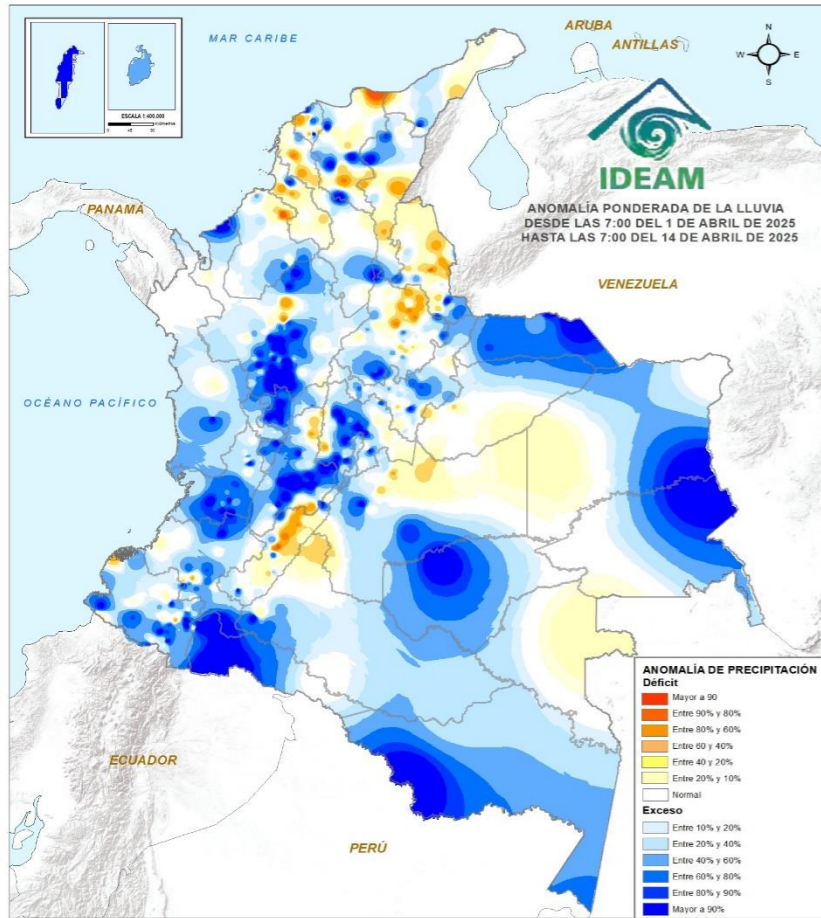 MAR CARIBE
ARUBA
ANTILLAS
N
W
E
S
ESCALA 1:400,000
IDEAM
PANAMÁ
ANOMALÍA PONDERADA DE LA LLUVIA
DESDE LAS 7:00 DEL 1 DE ABRIL DE 2025
HASTA LAS 7:00 DEL 14 DE ABRIL DE 2025
VENEZUELA
OCÉANO PACÍFICO
ECUADOR
PERÚ
ANOMALÍA DE PRECIPITACIÓN
Déficit
Mayor a 90
Entre 90% y 80%
Entre 80% y 60%
Entre 60 y 40%
Entre 40 y 20%
Entre 20% y 10%
Normal
Exceso
Entre 10% y 20%
Entre 20% y 40%
Entre 40% y 60%
Entre 60% y 80%
Entre 80% y 90%
Mayor a 90%